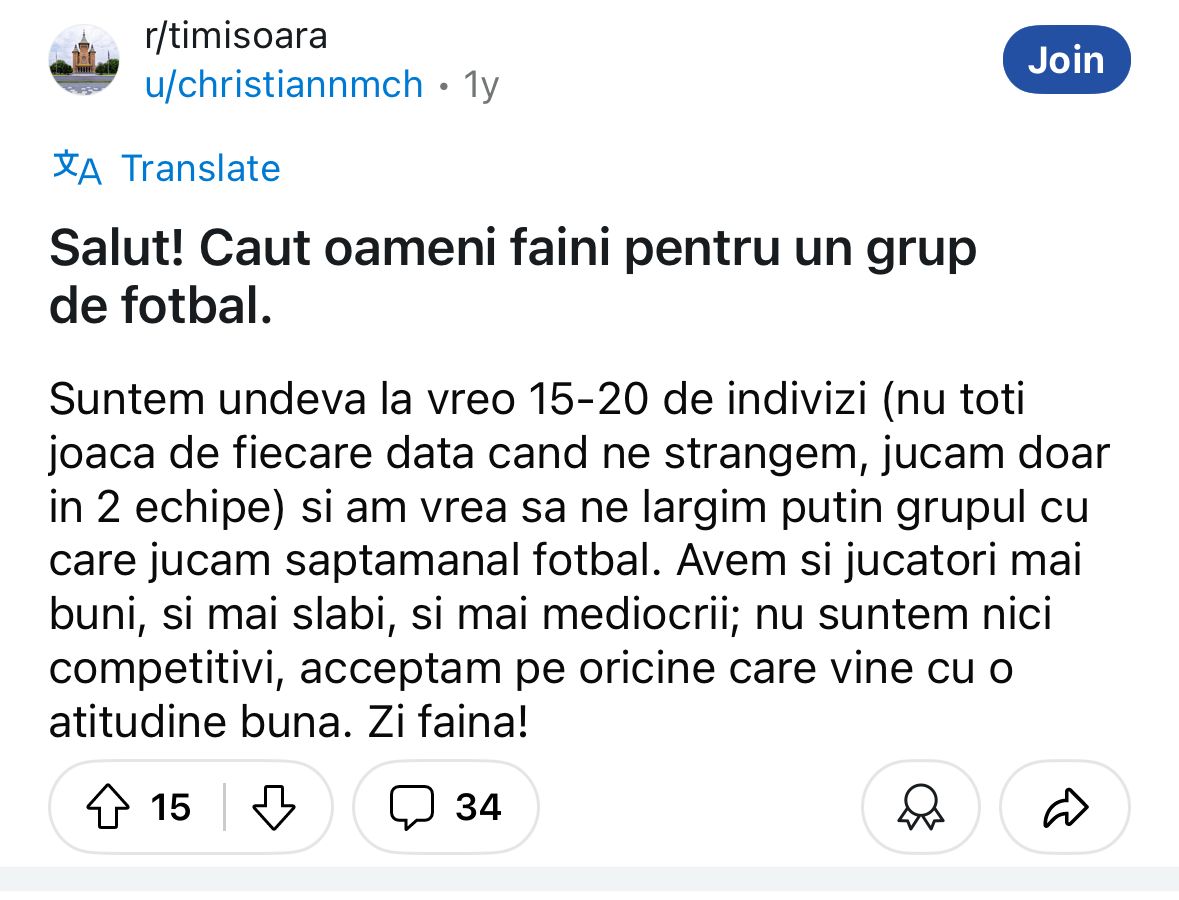 r/timisoara
u/christiannmch • 1y
Join
Translate
Salut! Caut oameni faini pentru un grup
de fotbal.
Suntem undeva la vreo 15-20 de indivizi (nu toti
joaca de fiecare data cand ne strangem, jucam doar
in 2 echipe) si am vrea sa ne largim putin grupul cu
care jucam saptamanal fotbal. Avem si jucatori mai
buni, si mai slabi, si mai mediocrii; nu suntem nici
competitivi, acceptam pe oricine care vine cu o
atitudine buna. Zi faina!
15
34